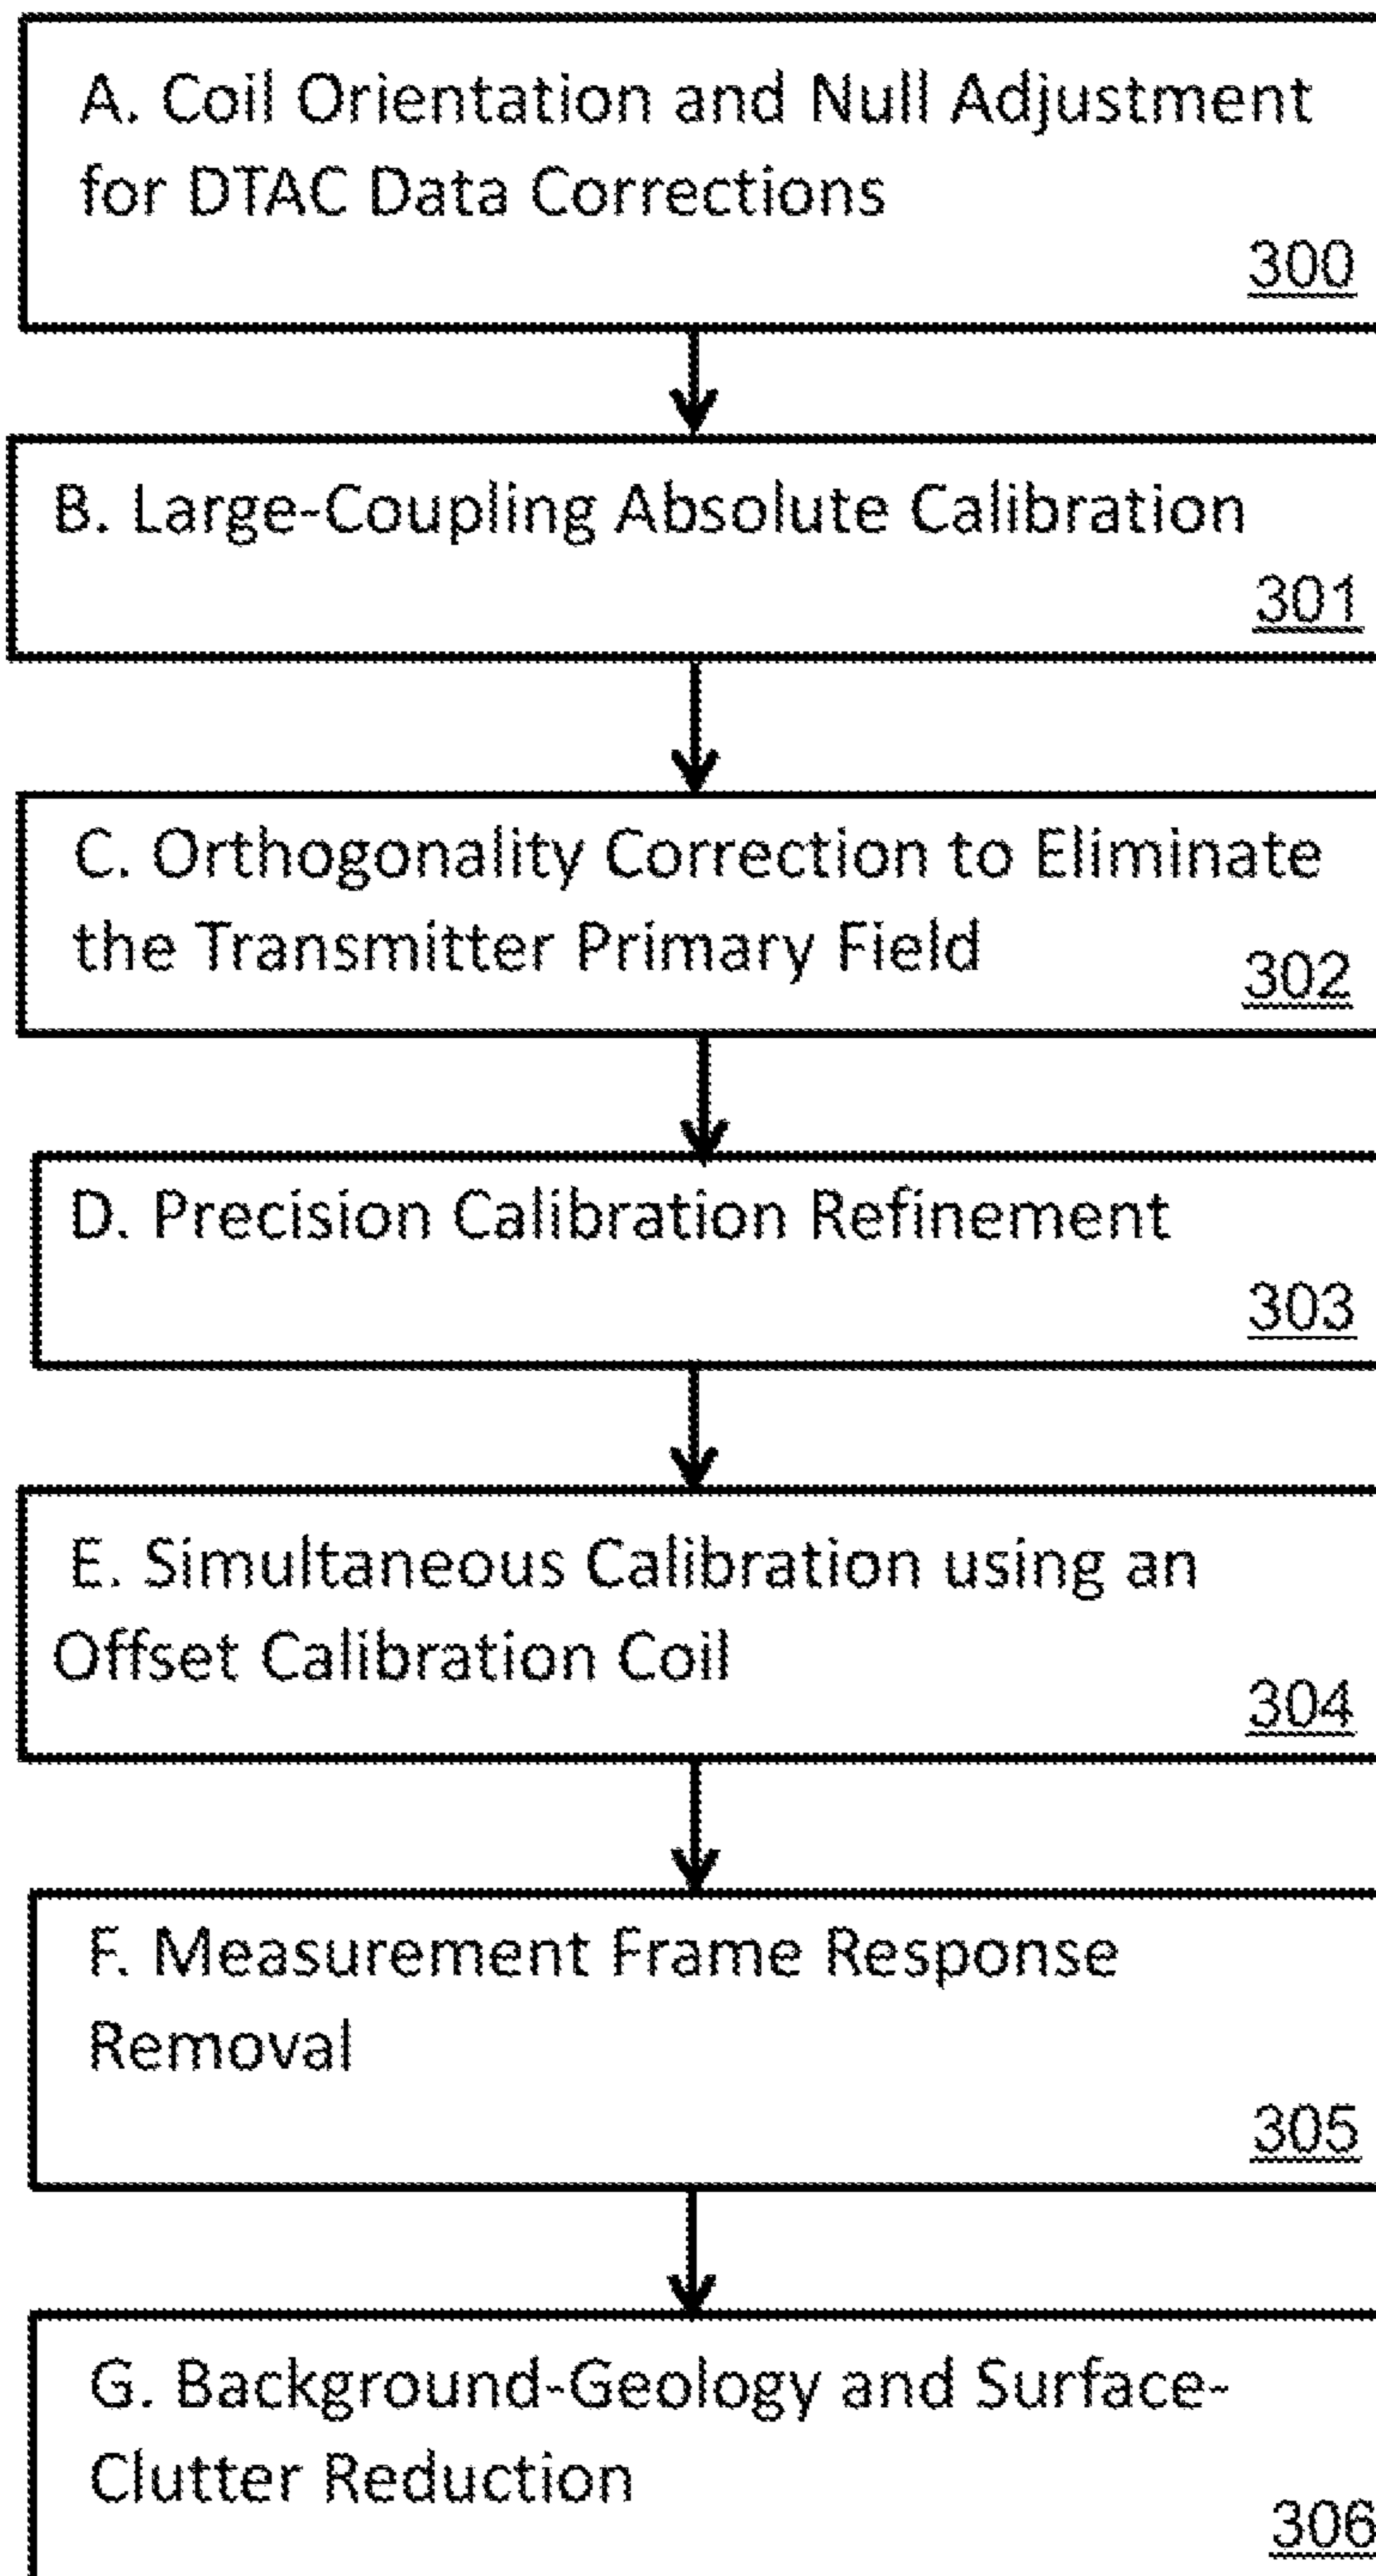 A. Coil Orientation and Null Adjustment
for DTAC Data Corrections
300
B. Large-Coupling Absolute Calibration
301
C. Orthogonality Correction to Eliminate
the Transmitter Primary Field
302
D. Precision Calibration Refinement
303
E. Simultaneous Calibration using an
Offset Calibration Coil
304
F. Measurement Frame Response
Removal
305
G. Background-Geology and Surface-
Clutter Reduction
306